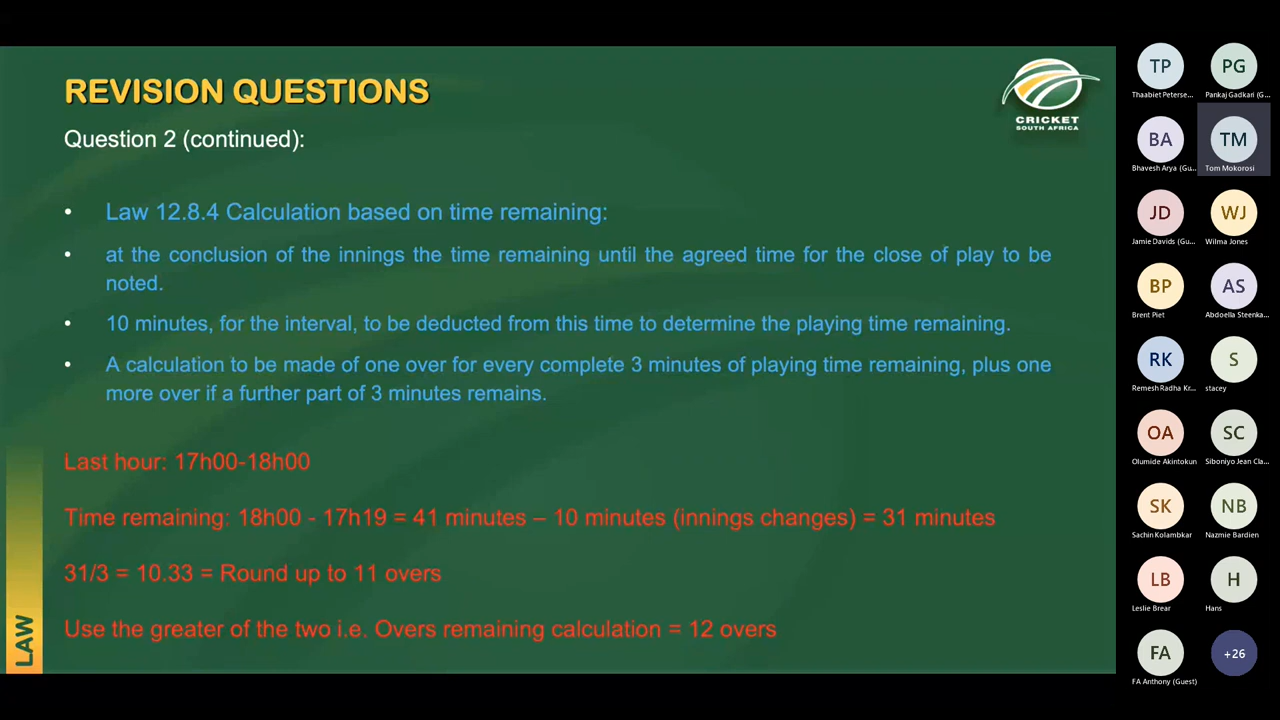 REVISION QUESTIONS
CRICKET
SOUTH AFRICA
Question 2 (continued):
• Law 12.8.4 Calculation based on time remaining:
• at the conclusion of the innings the time remaining until the agreed time for the close of play to be
noted.
• 10 minutes, for the interval, to be deducted from this time to determine the playing time remaining.
• A calculation to be made of one over for every complete 3 minutes of playing time remaining, plus one
more over if a further part of 3 minutes remains.
Last hour: 17h00-18h00
Time remaining: 18h00 - 17h19 = 41 minutes – 10 minutes (innings changes) = 31 minutes
31/3 = 10.33 = Round up to 11 overs
Use the greater of the two i.e. Overs remaining calculation = 12 overs
LAW
TP
Thaabiet Peterse...
PG
Pankaj Gadkari (G...
BA
Bhavesh Arya (Gu...
TM
Tom Mokorosi
JD
Jamie Davids (Gu...
WJ
Wilma Jones
BP
Brent Piet
AS
Abdoella Steenka...
RK
Remesh Radha Kr...
S
stacey
OA
Olumide Akintokun
SC
Siboniyo Jean Cla...
SK
Sachin Kolambkar
NB
Nazmie Bardien
LB
Leslie Brear
H
Hans
FA
FA Anthony (Guest)
+26